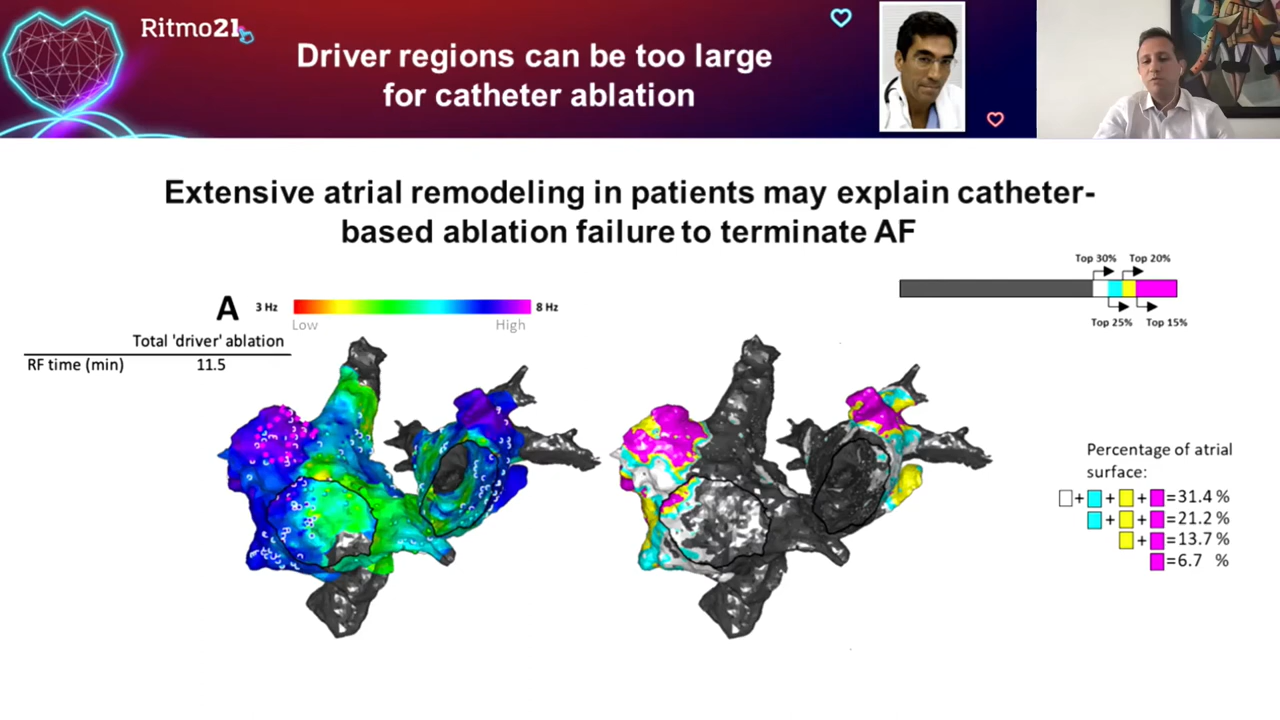 Ritmo21
Driver regions can be too large
for catheter ablation
Extensive atrial remodeling in patients may explain catheter-
based ablation failure to terminate AF
Top 30% Top 20%
Top 25% Top 15%
A 3 Hz 8 Hz
Low High
Total 'driver' ablation
RF time (min) 11.5
Percentage of atrial
surface:
+ + + =31.4 %
+ + =21.2 %
+ =13.7 %
=6.7 %